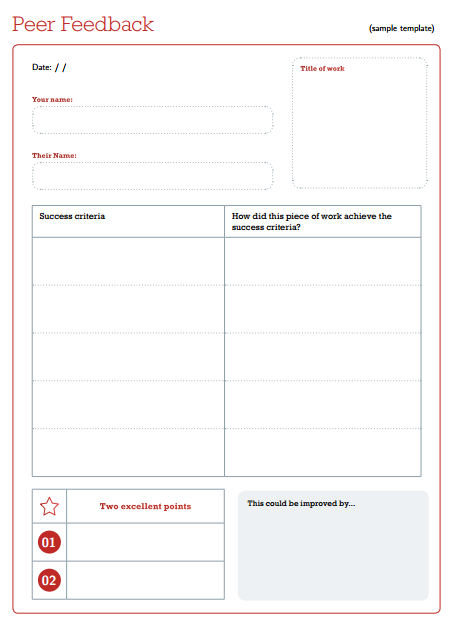 Peer Feedback
(sample template)
Date: / /
Title of work
Your name:
Their Name:
Success criteria
How did this piece of work achieve the
success criteria?
Two excellent points
01
02
This could be improved by...